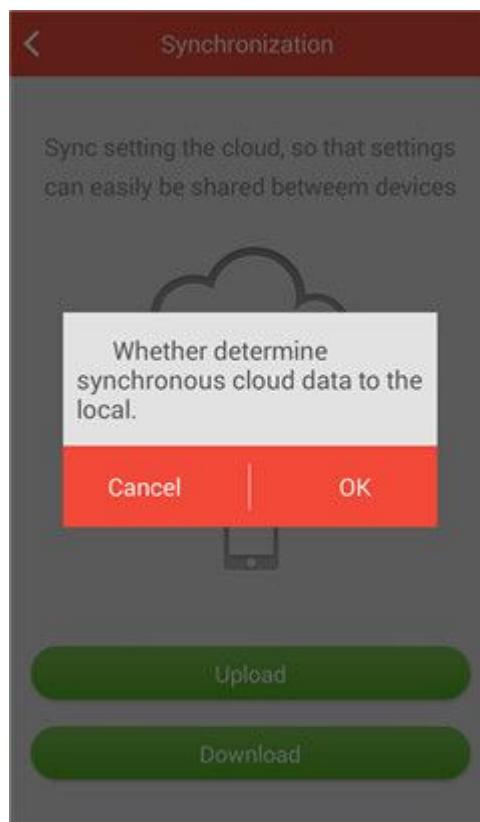 Synchronization
Sync setting the cloud, so that settings
can easily be shared betweem devices
Whether determine
synchronous cloud data to the
local.
Cancel
OK
Upload
Download